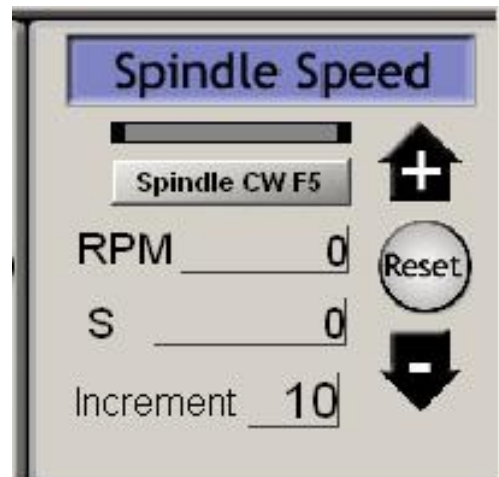 Spindle Speed
Spindle CW F5
+
RPM 0
Reset
S 0
-
Increment 10